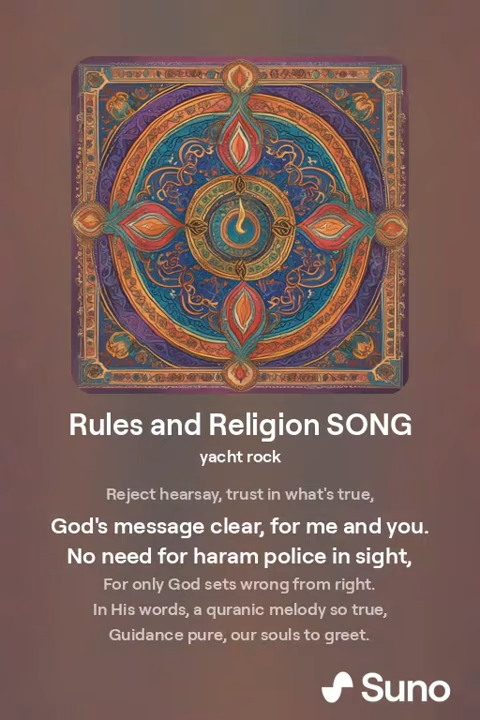 Rules and Religion SONG
yacht rock
Reject hearsay, trust in what's true,
God's message clear, for me and you.
No need for haram police in sight,
For only God sets wrong from right.
In His words, a quranic melody so true,
Guidance pure, our souls to greet.
Suno